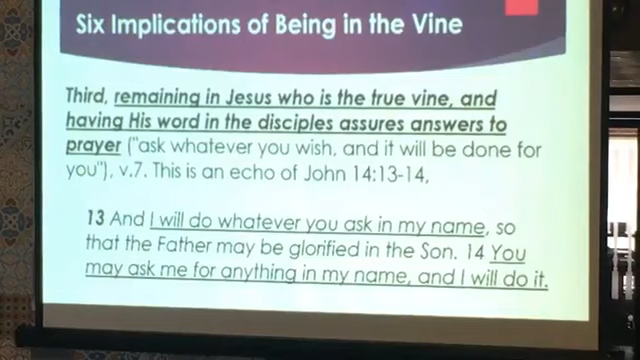 Six Implications of Being in the Vine
Third, remaining in Jesus who is the true vine, and
having His word in the disciples assures answers to
prayer ("ask whatever you wish, and it will be done for
you"), v.7. This is an echo of John 14:13-14,
13 And I will do whatever you ask in my name, so
that the Father may be glorified in the Son. 14 You
may ask me for anything in my name, and I will do it.